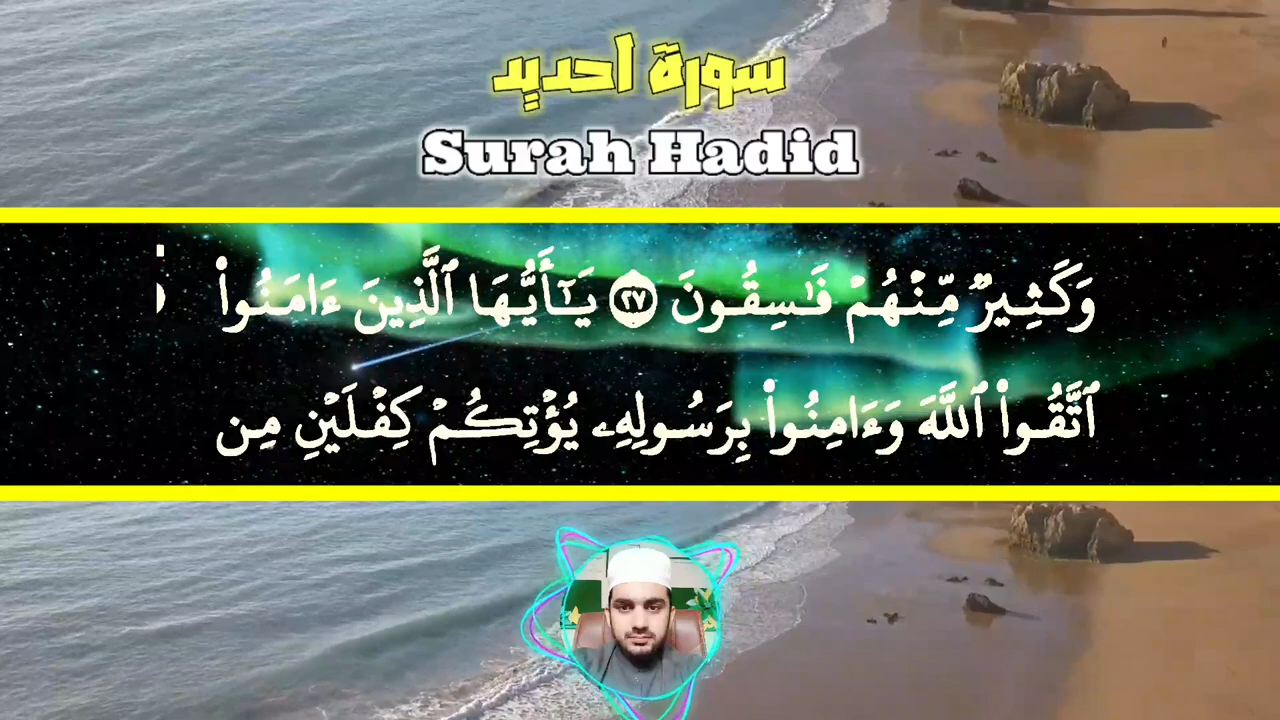 سورة احديد
Surah Hadid
وَكَثِيرٌ مِّنْهُمْ فَٰسِقُونَ ٢٧ يَٰٓأَيُّهَا ٱلَّذِينَ ءَامَنُوا۟
ٱتَّقُوا۟ ٱللَّهَ وَءَامِنُوا۟ بِرَسُولِهِۦ يُؤْتِكُمْ كِفْلَيْنِ مِن